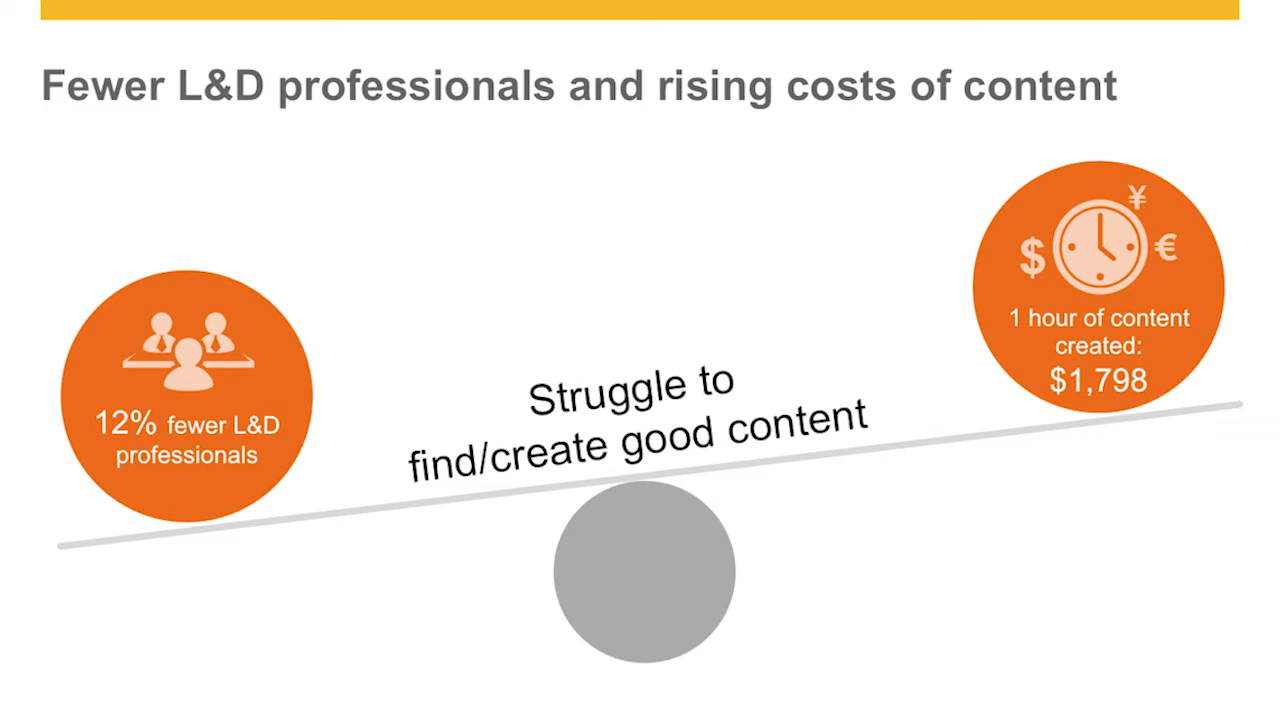 Fewer L&D professionals and rising costs of content
¥
$ €
1 hour of content
created:
$1,798
Struggle to
find/create good content
12% fewer L&D
professionals